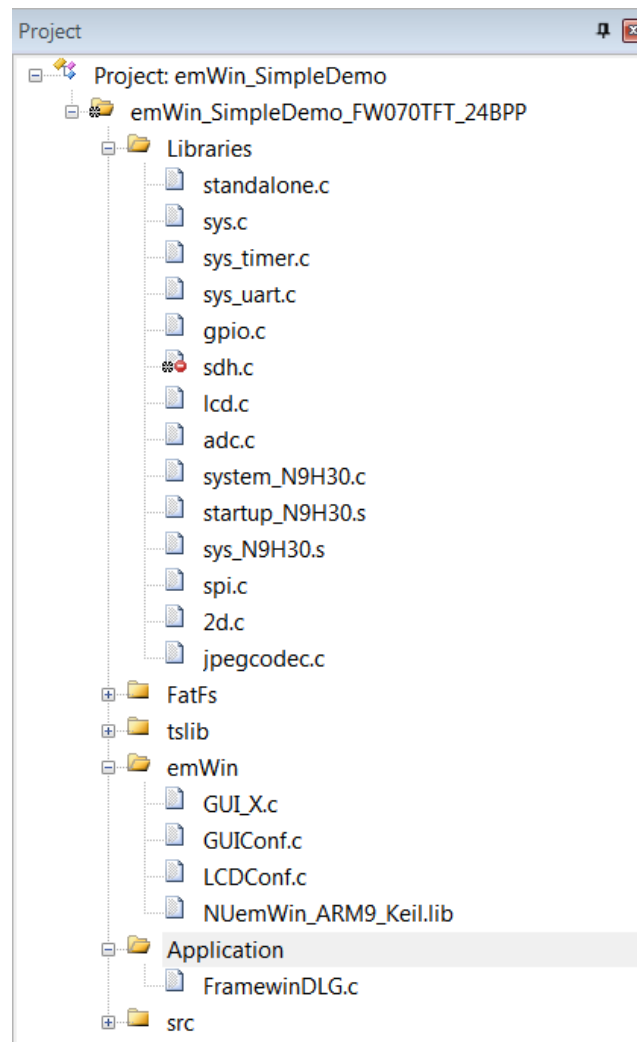 Project
Project: emWin_SimpleDemo
emWin_SimpleDemo_FW070TFT_24BPP
Libraries
standalone.c
sys.c
sys_timer.c
sys_uart.c
gpio.c
sdh.c
lcd.c
adc.c
system_N9H30.c
startup_N9H30.s
sys_N9H30.s
spi.c
2d.c
jpegcodec.c
FatFs
tslib
emWin
GUI_X.c
GUIConf.c
LCDConf.c
NUemWin_ARM9_Keil.lib
Application
FramewinDLG.c
src